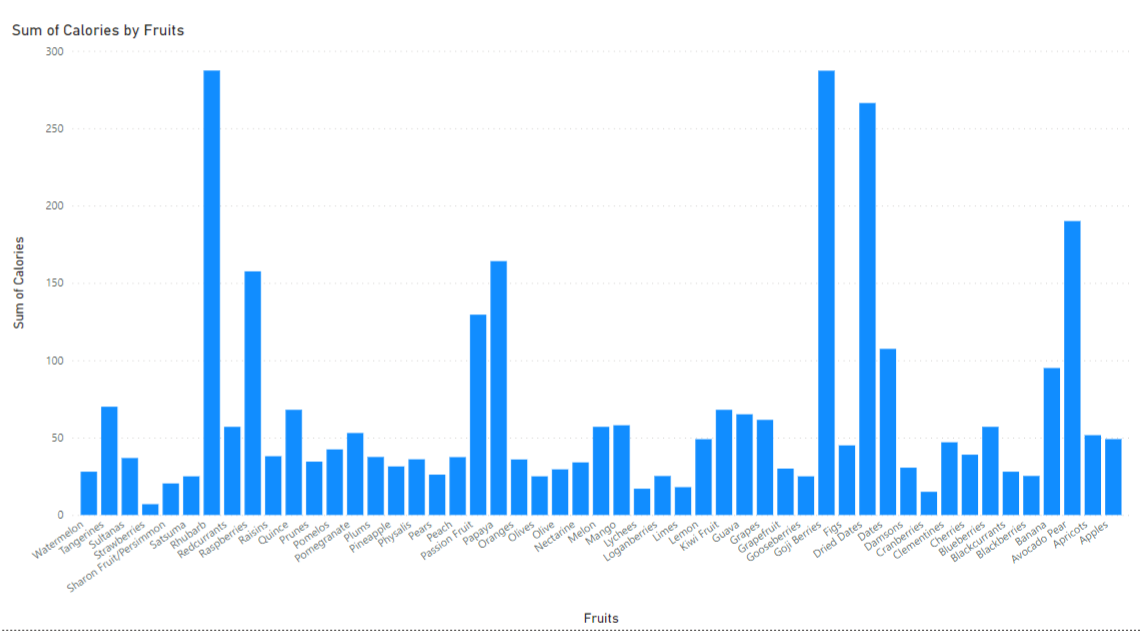 Sum of Calories by Fruits
300
250
200
150
100
50
0
Sum of Calories
Watermelon
Tangerines
Sultanas
Strawberries
Sharon Fruit/Persimmon
Satsuma
Rhubarb
Redcurrants
Raspberries
Raisins
Quince
Prunes
Pomelos
Pomegranate
Plums
Pineapple
Physalis
Pears
Peach
Passion Fruit
Papaya
Oranges
Olives
Olive
Nectarine
Melon
Mango
Lychees
Loganberries
Limes
Lemon
Kiwi Fruit
Guava
Grapes
Grapefruit
Gooseberries
Goji Berries
Figs
Dried Dates
Dates
Damsons
Cranberries
Clementines
Cherries
Blueberries
Blackcurrants
Blackberries
Banana
Avocado Pear
Apricots
Apples
Fruits